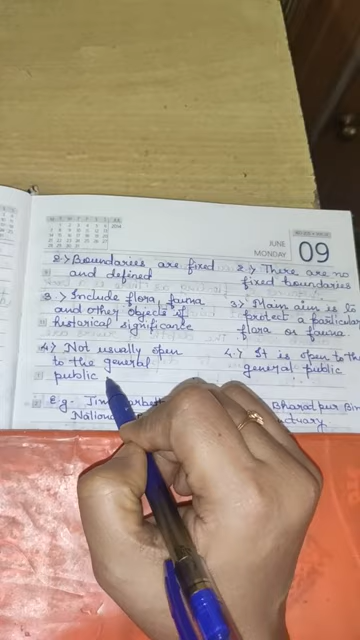 JUNE
MONDAY
09
2) Boundaries are fixed
and defined
3) Include flora, fauna
and other objects of
historical significance
4) Not usually open
to the general
public
E.g. Jim
National
2) There are no
fixed boundaries
3) Main aim is to
protect a particular
flora or fauna
4.) It is open to the
general public
Bharatpur Bird